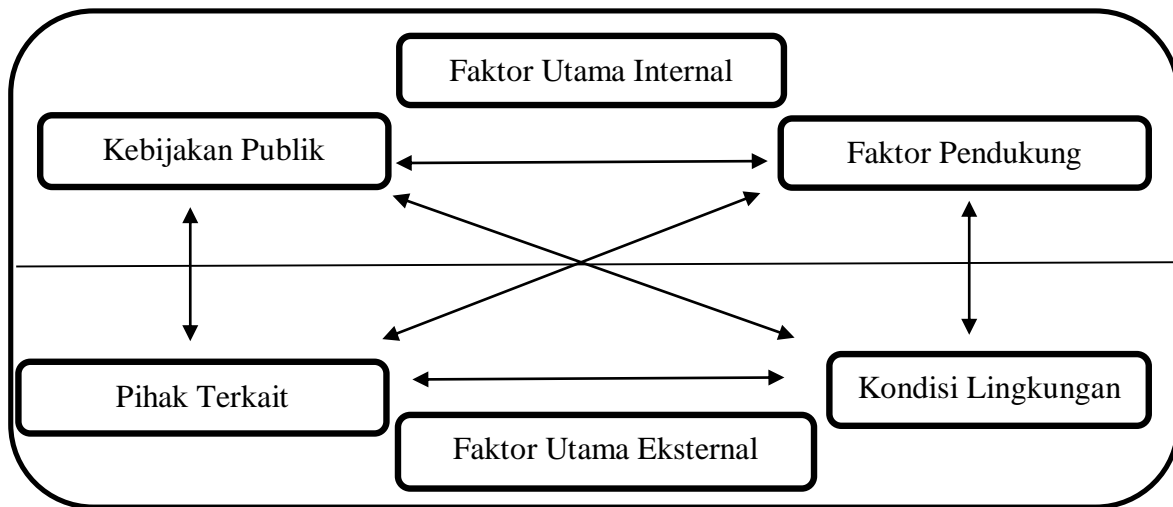 Faktor Utama Internal
Kebijakan Publik
Faktor Pendukung
Pihak Terkait
Kondisi Lingkungan
Faktor Utama Eksternal